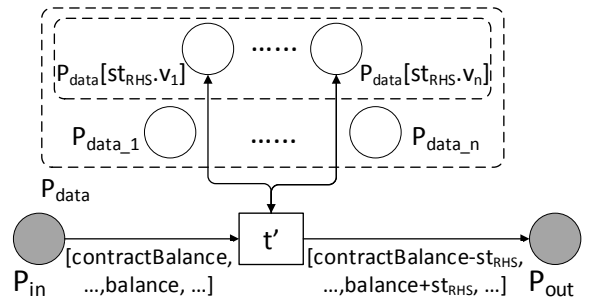 ……
P_data[st_RHS.v_1] P_data[st_RHS.v_n]
P_data_1 …… P_data_n
P_data
t'
[contractBalance, [contractBalance-st_RHS,
P_in …,balance, …] …,balance+st_RHS, …] P_out